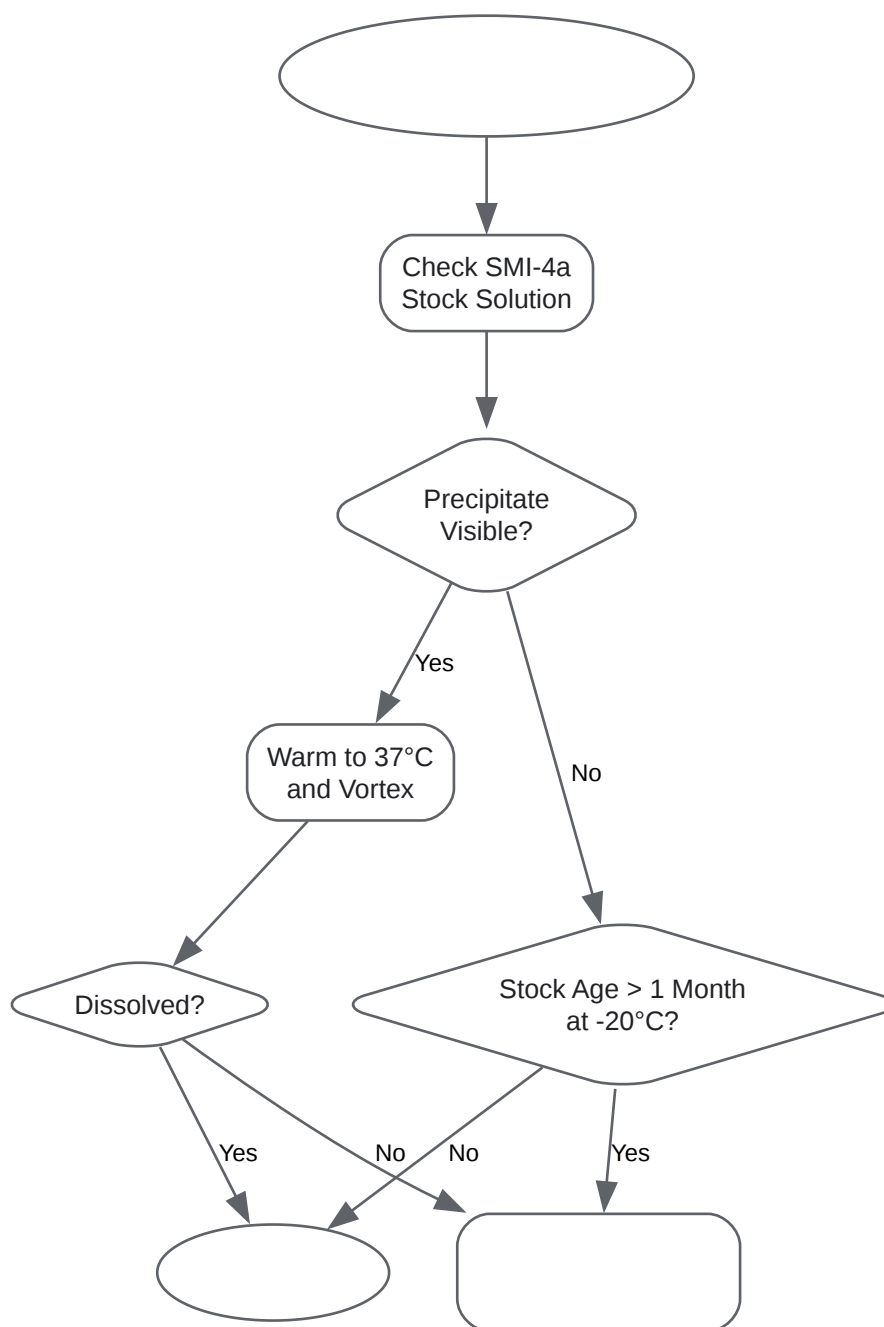 Check SMI-4a
Stock Solution
Precipitate
Visible?
Yes
Warm to 37°C
and Vortex
No
Dissolved?
Stock Age > 1 Month
at -20°C?
Yes
No
No
Yes